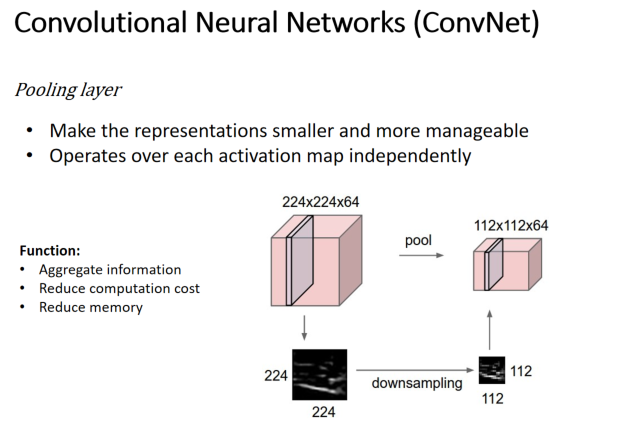 Convolutional Neural Networks (ConvNet)
Pooling layer
• Make the representations smaller and more manageable
• Operates over each activation map independently
Function:
• Aggregate information
• Reduce computation cost
• Reduce memory
224x224x64
pool
112x112x64
224
224
downsampling
112
112